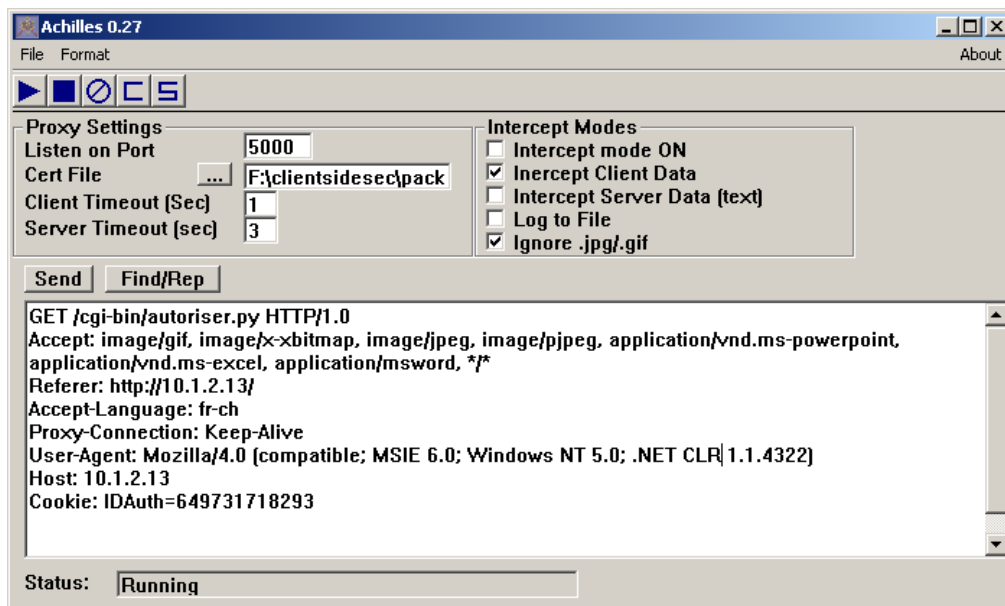 Achilles 0.27
File Format About
Proxy Settings
Listen on Port 5000
Cert File ... F:\clientsidesec\pack
Client Timeout (Sec) 1
Server Timeout (sec) 3
Intercept Modes
Intercept mode ON
Inercept Client Data
Intercept Server Data (text)
Log to File
Ignore .jpg/.gif
Send Find/Rep
GET /cgi-bin/autoriser.py HTTP/1.0
Accept: image/gif, image/x-xbitmap, image/jpeg, image/pjpeg, application/vnd.ms-powerpoint,
application/vnd.ms-excel, application/msword, */*
Referer: http://10.1.2.13/
Accept-Language: fr-ch
Proxy-Connection: Keep-Alive
User-Agent: Mozilla/4.0 (compatible; MSIE 6.0; Windows NT 5.0; .NET CLR 1.1.4322)
Host: 10.1.2.13
Cookie: IDAuth=649731718293
Status: Running